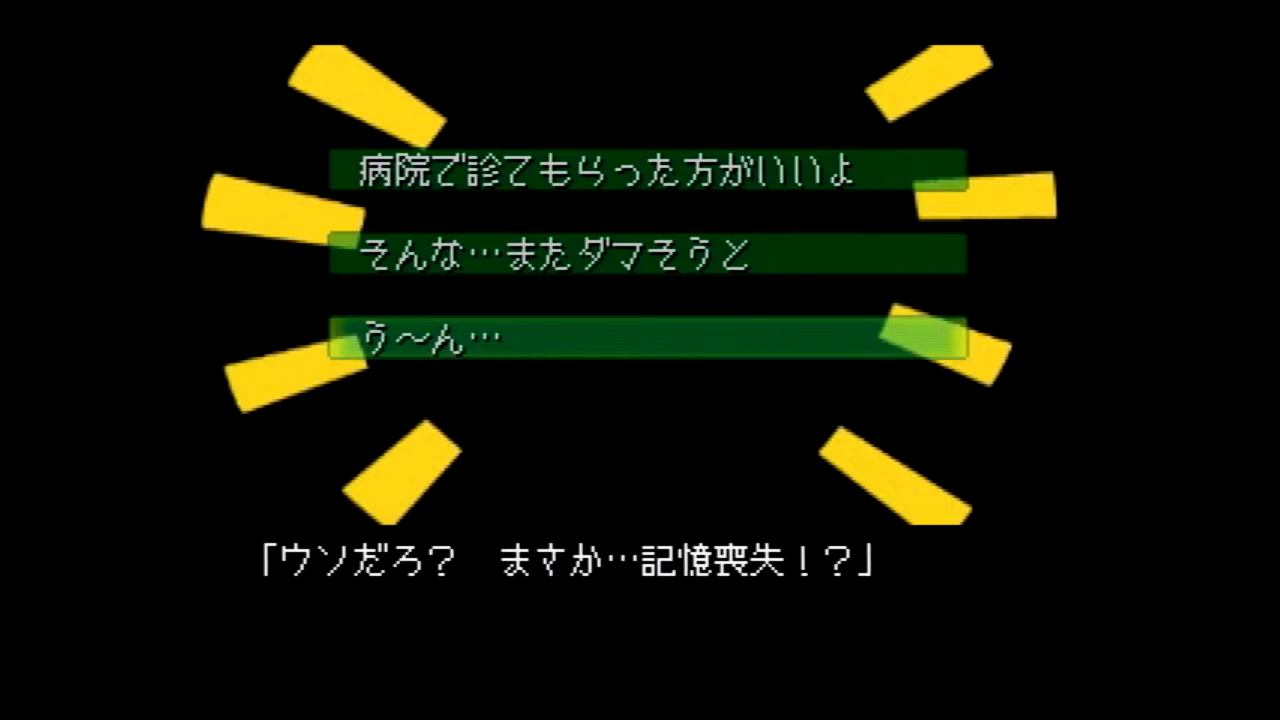 病院で診てもらった方がいいよ
そんな…またダマそうと
う～ん…
「ウソだろ？　まさか…記憶喪失！？」